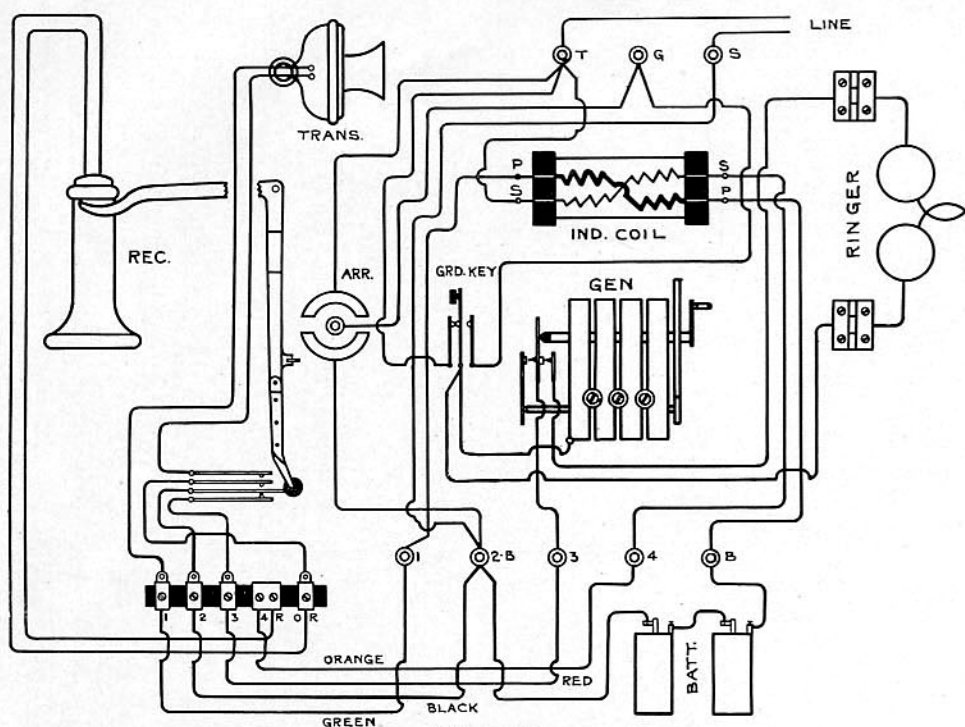 LINE
T G S
TRANS.
P S
S P
IND. COIL
RINGER
REC.
ARR.
GRD. KEY
GEN
1 2-B 3 4 B
1 2 3 4 R O R
ORANGE
RED
BLACK
GREEN
BATT.